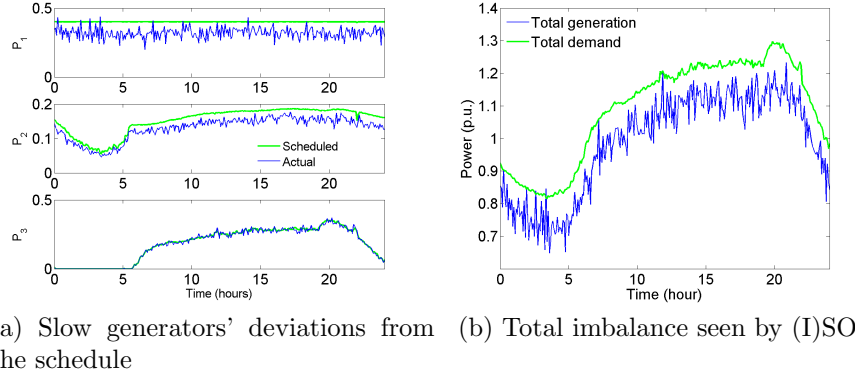 0.5
P1
0
0 5 10 15 20
0.2
P2
0.1
0
Scheduled
Actual
0 5 10 15 20
0.5
P3
0
0 5 10 15 20
Time (hours)
a) Slow generators' deviations from
he schedule
1.4
1.3
1.2
1.1
1
0.9
0.8
0.7
Power (p.u.)
Total generation
Total demand
0 5 10 15 20
Time (hour)
(b) Total imbalance seen by (I)SO